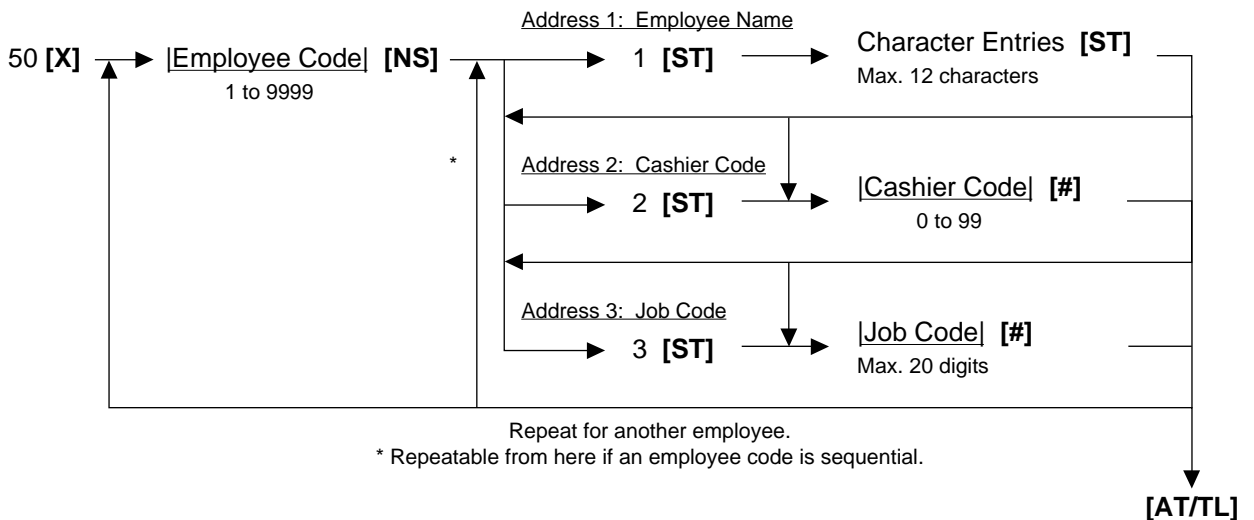 Address 1: Employee Name
50 [X] |Employee Code| [NS] 1 [ST] Character Entries [ST]
1 to 9999 Max. 12 characters
*
Address 2: Cashier Code
2 [ST] |Cashier Code| [#]
0 to 99
Address 3: Job Code
3 [ST] |Job Code| [#]
Max. 20 digits
Repeat for another employee.
* Repeatable from here if an employee code is sequential.
[AT/TL]